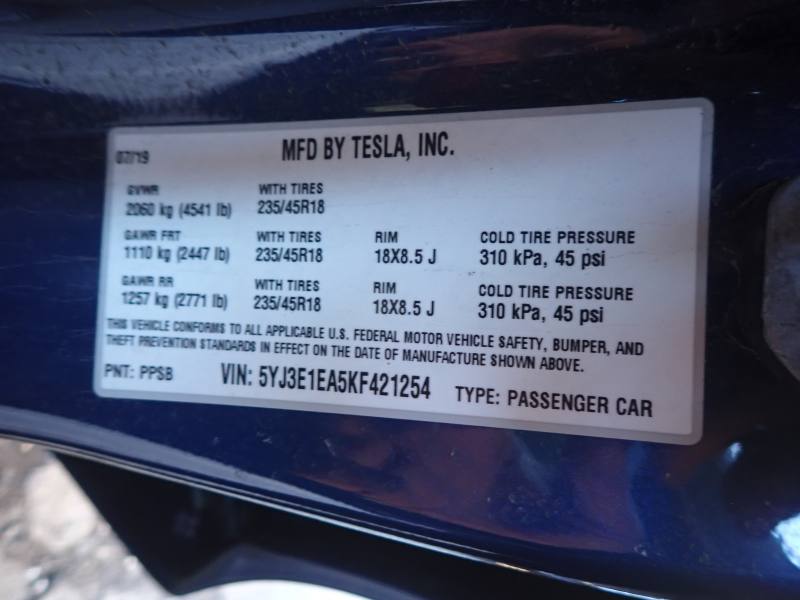 07/19 MFD BY TESLA, INC.
GVWR WITH TIRES
2060 kg (4541 lb) 235/45R18
GAWR FRT WITH TIRES RIM COLD TIRE PRESSURE
1110 kg (2447 lb) 235/45R18 18X8.5 J 310 kPa, 45 psi
GAWR RR WITH TIRES RIM COLD TIRE PRESSURE
1257 kg (2771 lb) 235/45R18 18X8.5 J 310 kPa, 45 psi
THIS VEHICLE CONFORMS TO ALL APPLICABLE U.S. FEDERAL MOTOR VEHICLE SAFETY, BUMPER, AND
THEFT PREVENTION STANDARDS IN EFFECT ON THE DATE OF MANUFACTURE SHOWN ABOVE.
PNT: PPSB VIN: 5YJ3E1EA5KF421254 TYPE: PASSENGER CAR